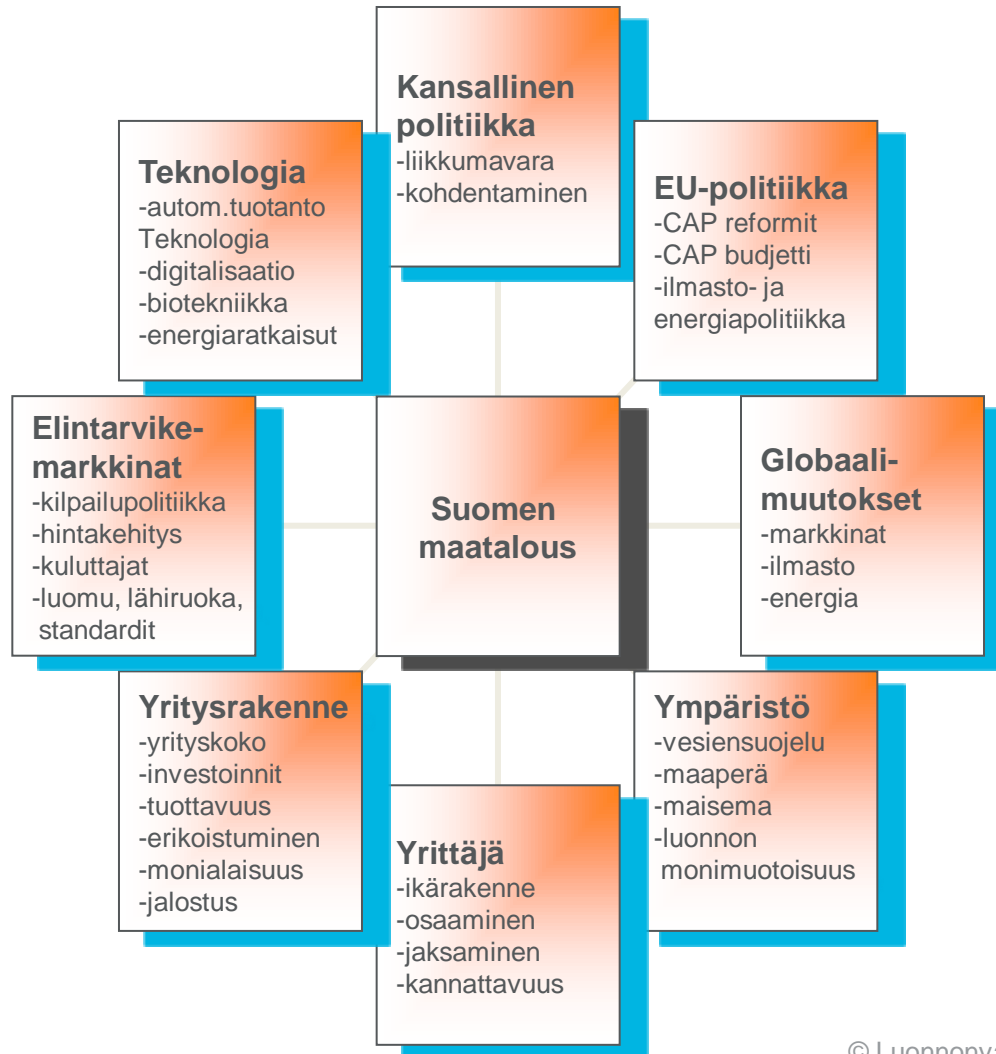 Kansallinen
politiikka
-liikkumavara
-kohdentaminen
Teknologia
-autom.tuotanto
Teknologia
-digitalisaatio
-biotekniikka
-energiaratkaisut
EU-politiikka
-CAP reformit
-CAP budjetti
-ilmasto- ja
energiapolitiikka
Elintarvike-
markkinat
-kilpailupolitiikka
-hintakehitys
-kuluttajat
-luomu, lähiruoka,
standardit
Suomen
maatalous
Globaali-
muutokset
-markkinat
-ilmasto
-energia
Yritysrakenne
-yrityskoko
-investoinnit
-tuottavuus
-erikoistuminen
-monialaisuus
-jalostus
Yrittäjä
-ikärakenne
-osaaminen
-jaksaminen
-kannattavuus
Ympäristö
-vesiensuojelu
-maaperä
-maisema
-luonnon
monimuotoisuus
©